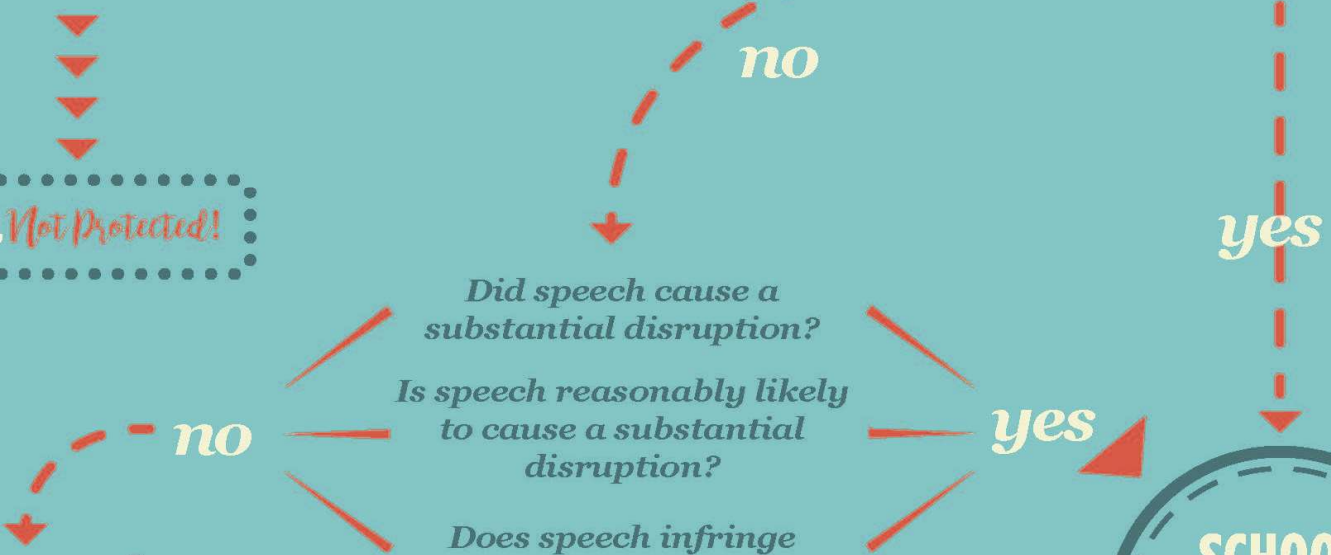 no
yes
Not Protected!
Did speech cause a
substantial disruption?
Is speech reasonably likely
to cause a substantial
disruption?
no
yes
Does speech infringe